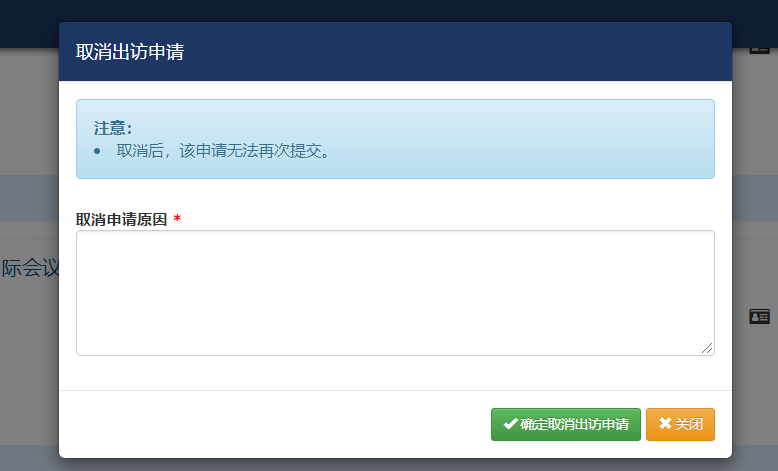 取消出访申请
注意：
取消后，该申请无法再次提交。
取消申请原因 *
际会议
确定取消出访申请
关闭